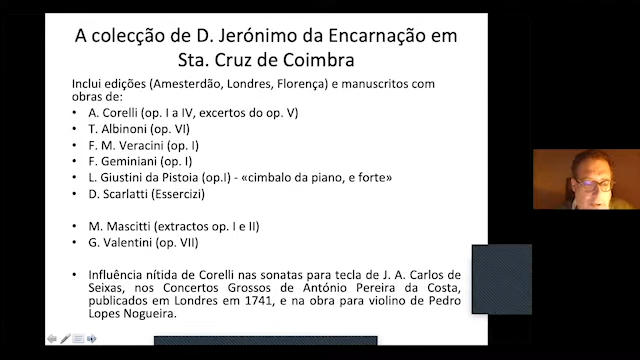 A colecção de D. Jerónimo da Encarnação em
Sta. Cruz de Coimbra
Inclui edições (Amesterdão, Londres, Florença) e manuscritos com
obras de:
• A. Corelli (op. I a IV, excertos do op. V)
• T. Albinoni (op. VI)
• F. M. Veracini (op. I)
• F. Geminiani (op. I)
• L. Giustini da Pistoia (op.I) - «cimbalo da piano, e forte»
• D. Scarlatti (Essercizi)
• M. Mascitti (extractos op. I e II)
• G. Valentini (op. VII)
• Influência nítida de Corelli nas sonatas para tecla de J. A. Carlos de
Seixas, nos Concertos Grossos de António Pereira da Costa,
publicados em Londres em 1741, e na obra para violino de Pedro
Lopes Nogueira.